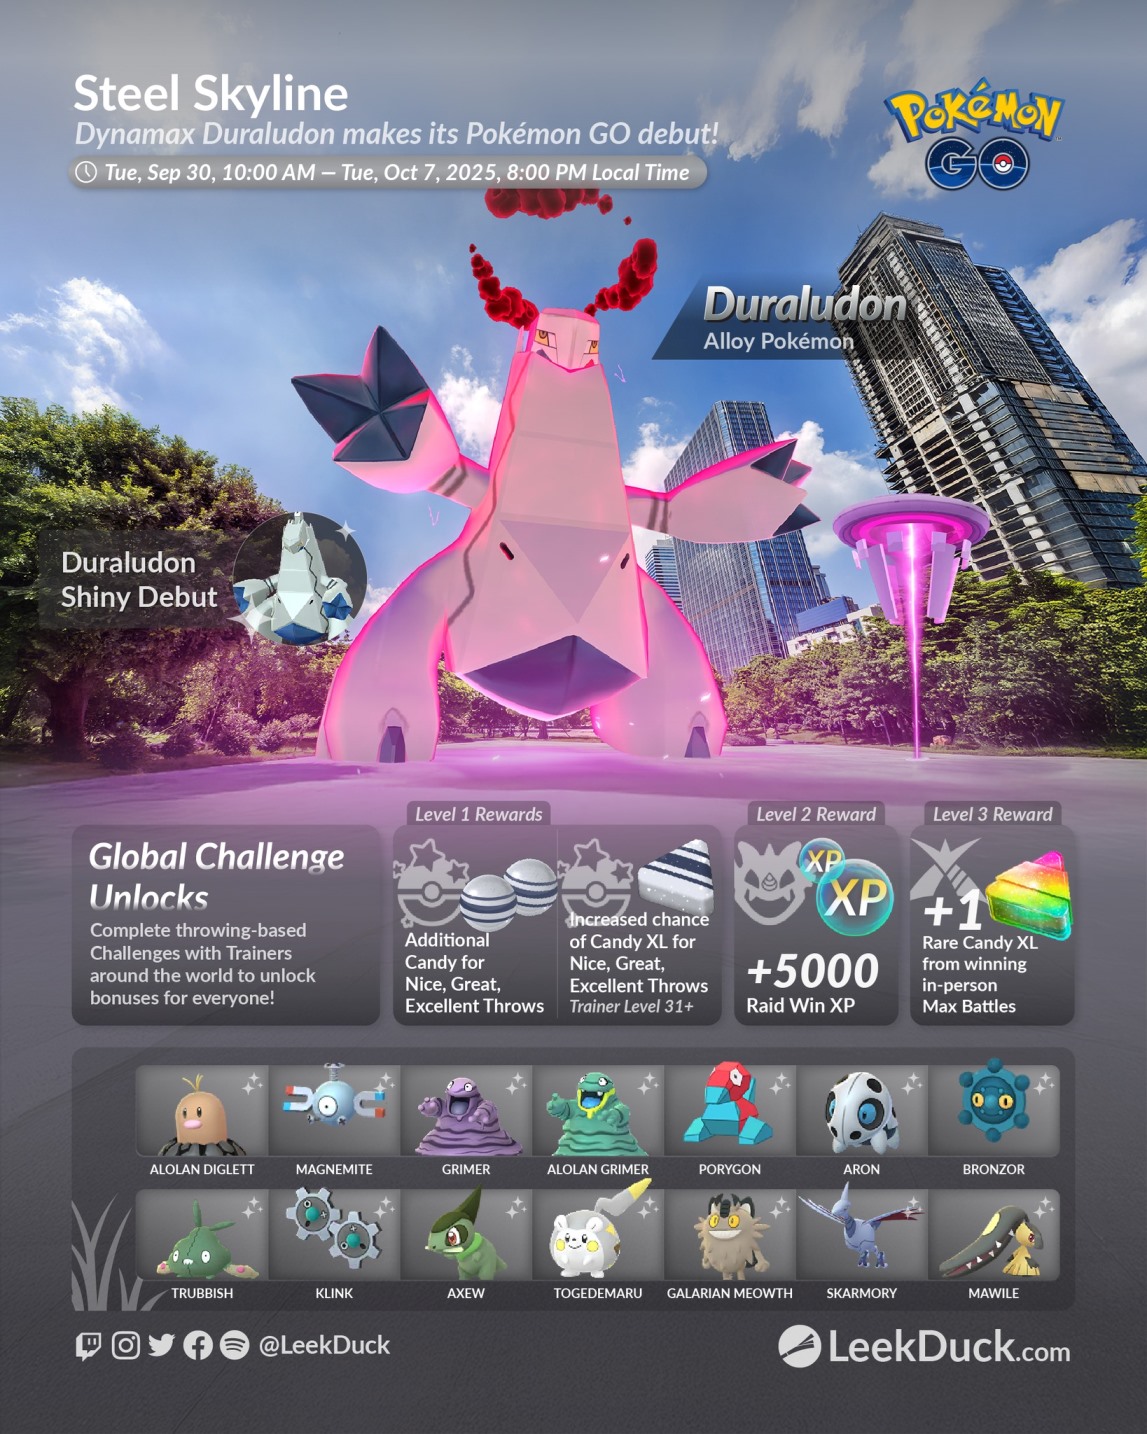 Steel Skyline
Dynamax Duraludon makes its Pokémon GO debut!
Tue, Sep 30, 10:00 AM — Tue, Oct 7, 2025, 8:00 PM Local Time
POKéMON
GO
Duraludon
Alloy Pokémon
Duraludon
Shiny Debut
Global Challenge
Unlocks
Complete throwing-based
Challenges with Trainers
around the world to unlock
bonuses for everyone!
Level 1 Rewards
Additional
Candy for
Nice, Great,
Excellent Throws
Increased chance
of Candy XL for
Nice, Great,
Excellent Throws
Trainer Level 31+
Level 2 Reward
XP
XP
+5000
Raid Win XP
Level 3 Reward
+1
Rare Candy XL
from winning
in-person
Max Battles
ALOLAN DIGLETT MAGNEMITE GRIMER ALOLAN GRIMER PORYGON ARON BRONZOR
TRUBBISH KLINK AXEW TOGEDEMARU GALARIAN MEOWTH SKARMORY MAWILE
@LeekDuck
LeekDuck.com